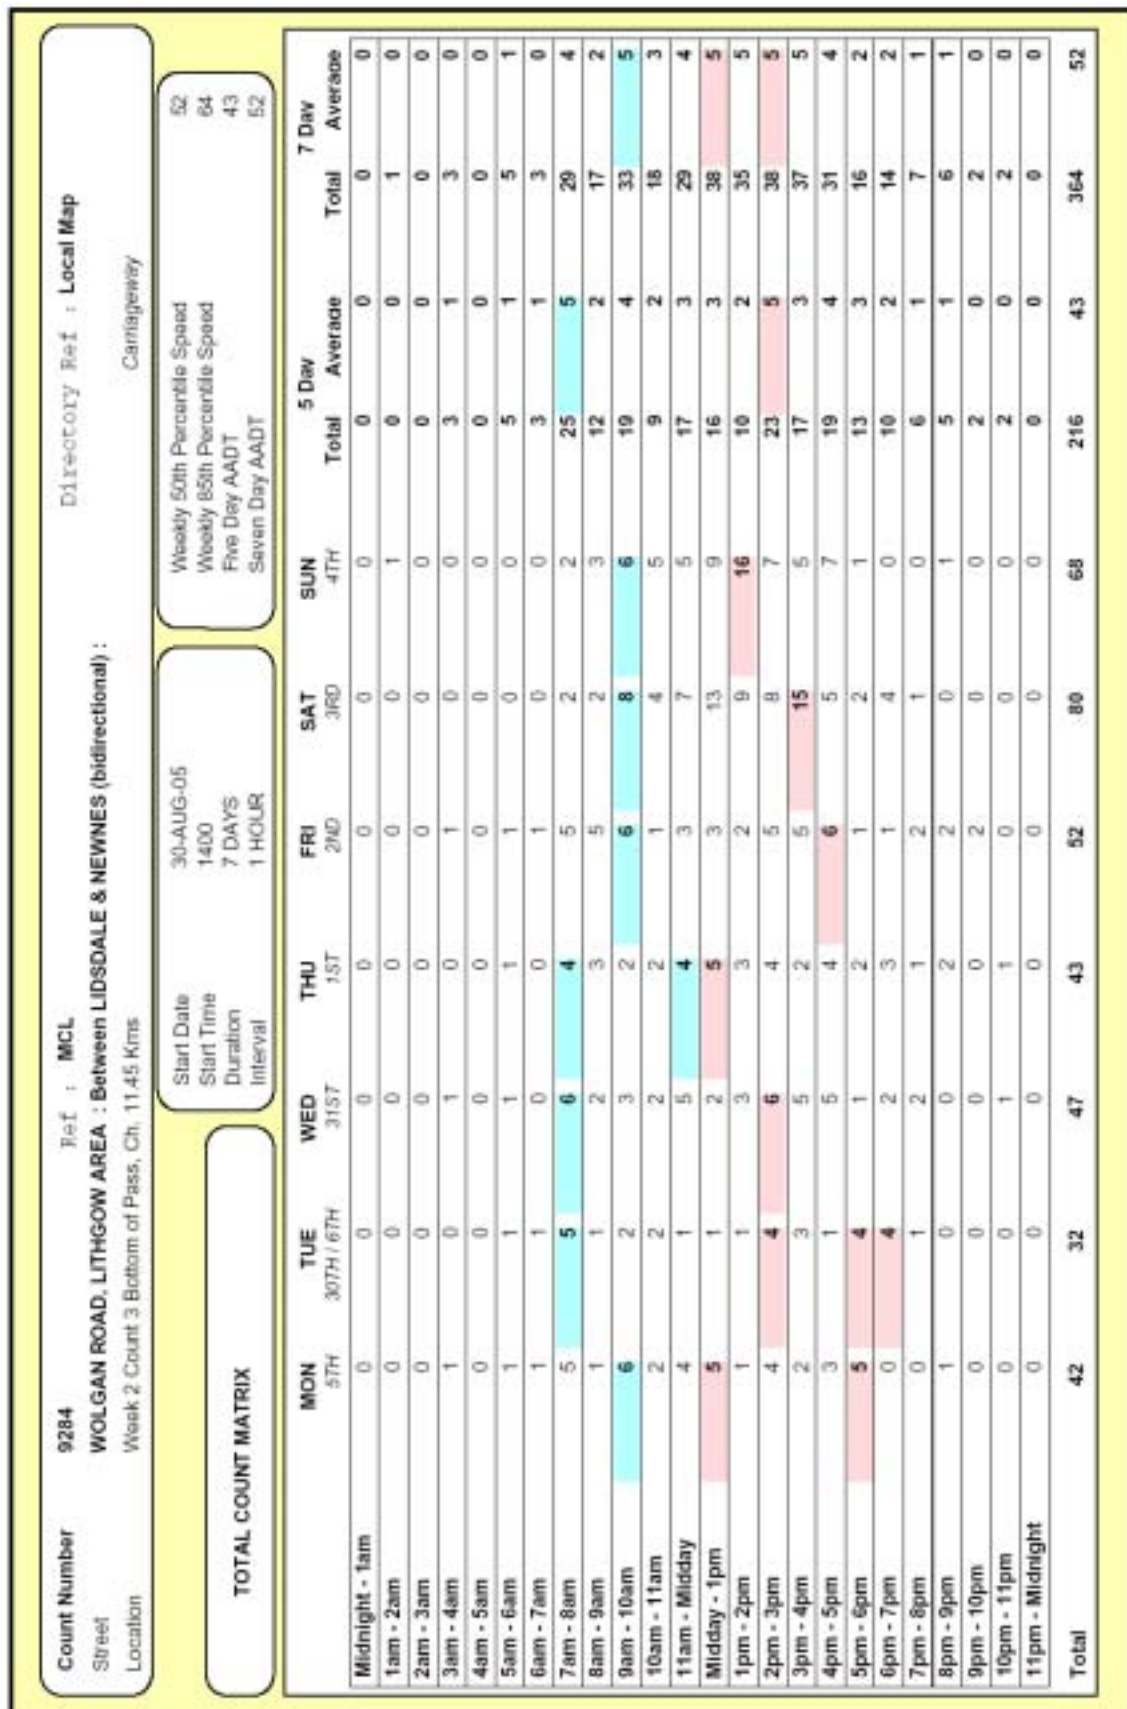 Count Number 9284 Ref : MCL Directory Ref : Local Map
Street WOLGAN ROAD, LITHGOW AREA : Between LIDSDALE & NEWNES (bidirectional) :
Location Week 2 Count 3 Bottom of Pass, Ch. 11.45 Kms Carriageway
TOTAL COUNT MATRIX
Start Date 30-AUG-05
Start Time 1400
Duration 7 DAYS
Interval 1 HOUR
Weekly 50th Percentile Speed 52
Weekly 85th Percentile Speed 64
Five Day AADT 43
Seven Day AADT 52
MON TUE WED THU FRI SAT SUN 5 Day 7 Day
5TH 30TH / 6TH 31ST 1ST 2ND 3RD 4TH Total Average Total Average
Midnight - 1am 0 0 0 0 0 0 0 0 0 0 0
1am - 2am 0 0 0 0 0 0 1 0 0 1 0
2am - 3am 0 0 0 0 0 0 0 0 0 0 0
3am - 4am 1 0 1 0 1 0 0 3 1 3 0
4am - 5am 0 0 0 0 0 0 0 0 0 0 0
5am - 6am 1 1 1 1 1 0 0 5 1 5 1
6am - 7am 1 1 0 0 1 0 0 3 1 3 0
7am - 8am 5 5 6 4 5 2 2 25 5 29 4
8am - 9am 1 1 2 3 5 2 3 12 2 17 2
9am - 10am 6 2 3 2 6 8 6 19 4 33 5
10am - 11am 2 2 2 2 1 4 5 9 2 18 3
11am - Midday 4 1 5 4 3 7 5 17 3 29 4
Midday - 1pm 5 1 2 5 3 13 9 16 3 38 5
1pm - 2pm 1 1 3 3 2 9 16 10 2 35 5
2pm - 3pm 4 4 6 4 5 8 7 23 5 38 5
3pm - 4pm 2 3 5 2 5 15 5 17 3 37 5
4pm - 5pm 3 1 5 4 6 5 7 19 4 31 4
5pm - 6pm 5 4 1 2 1 2 1 13 3 16 2
6pm - 7pm 0 4 2 3 1 4 0 10 2 14 2
7pm - 8pm 0 1 2 1 2 1 0 6 1 7 1
8pm - 9pm 1 0 0 2 2 0 1 5 1 6 1
9pm - 10pm 0 0 0 0 2 0 0 2 0 2 0
10pm - 11pm 0 0 1 1 0 0 0 2 0 2 0
11pm - Midnight 0 0 0 0 0 0 0 0 0 0 0
Total 42 32 47 43 52 80 68 216 43 364 52